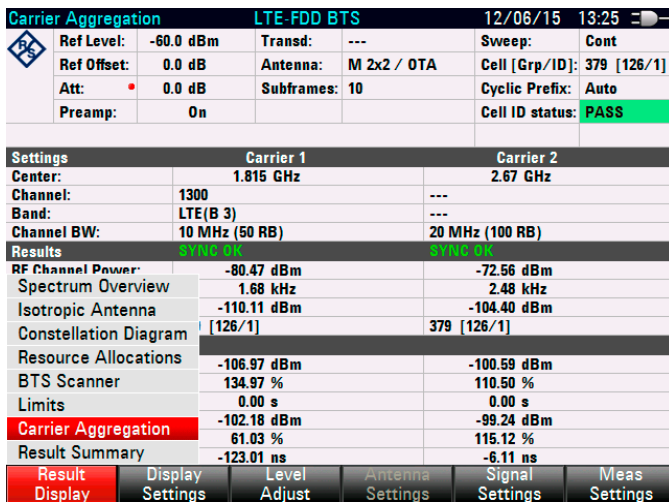 Carrier Aggregation LTE-FDD BTS 12/06/15 13:25
Ref Level: -60.0 dBm Transd: --- Sweep: Cont
Ref Offset: 0.0 dB Antenna: M 2x2 / OTA Cell [Grp/ID]: 379 [126/1]
Att: 0.0 dB Subframes: 10 Cyclic Prefix: Auto
Preamp: On Cell ID status: PASS
Settings Carrier 1 Carrier 2
Center: 1.815 GHz 2.67 GHz
Channel: 1300 ---
Band: LTE(B 3) ---
Channel BW: 10 MHz (50 RB) 20 MHz (100 RB)
Results SYNC OK SYNC OK
RF Channel Power: -80.47 dBm -72.56 dBm
Spectrum Overview 1.68 kHz 2.48 kHz
Isotropic Antenna -110.11 dBm -104.40 dBm
Constellation Diagram [126/1] 379 [126/1]
Resource Allocations
-106.97 dBm -100.59 dBm
BTS Scanner 134.97 % 110.50 %
Limits 0.00 s 0.00 s
Carrier Aggregation -102.18 dBm -99.24 dBm
61.03 % 115.12 %
Result Summary -123.01 ns -6.11 ns
Result Display Display Settings Level Adjust Antenna Settings Signal Settings Meas Settings